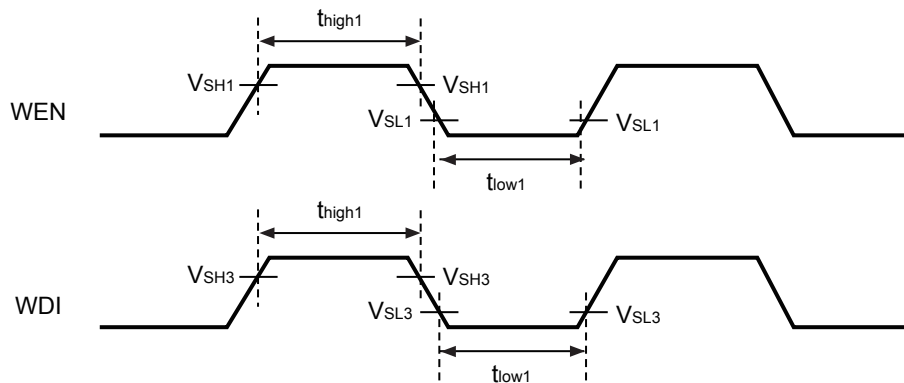 thigh1
VSH1 VSH1
WEN
VSL1 VSL1
tlow1
thigh1
VSH3 VSH3
WDI
VSL3 VSL3
tlow1